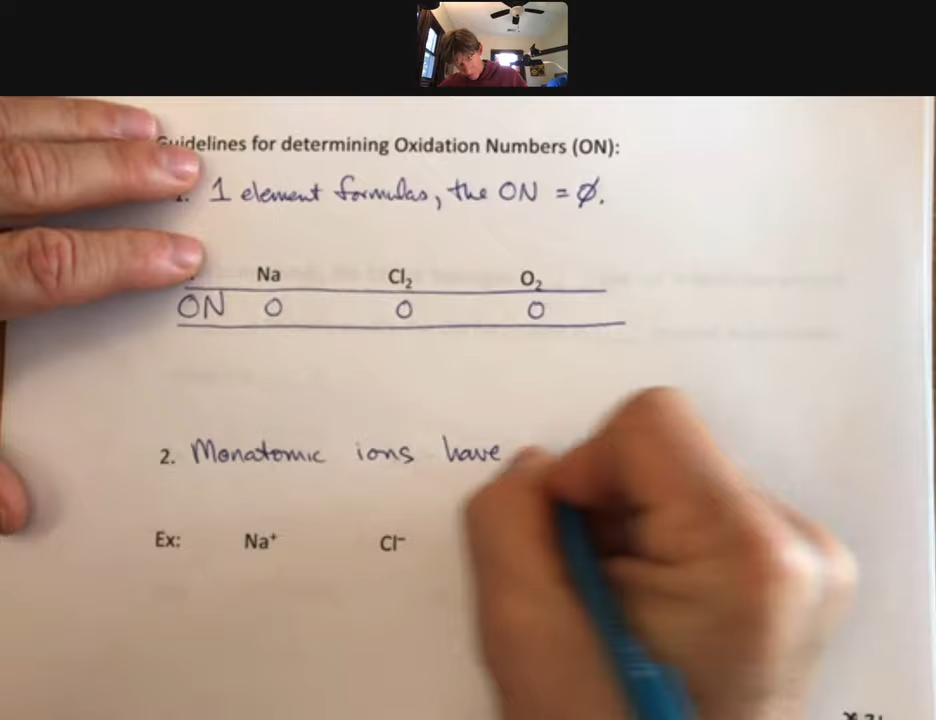 Guidelines for determining Oxidation Numbers (ON):
1 element formulas, the ON = ∅.
Na Cl₂ O₂
ON 0 0 0
2. Monatomic ions have
Ex: Na⁺ Cl⁻